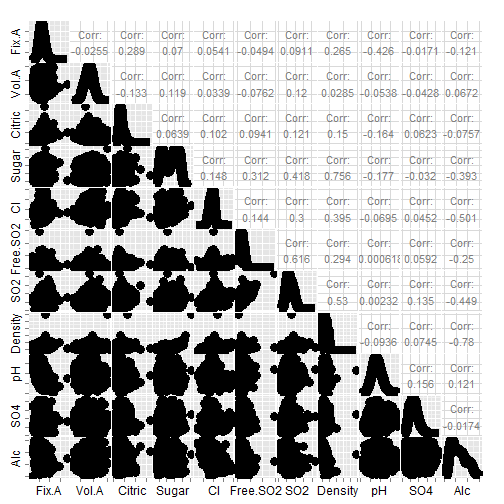 Fix.A
Corr: Corr: Corr: Corr: Corr: Corr: Corr: Corr: Corr: Corr:
-0.0255 0.289 0.07 0.0541 -0.0494 0.0911 0.265 -0.426 -0.0171 -0.121
Vol.A
Corr: Corr: Corr: Corr: Corr: Corr: Corr: Corr: Corr:
-0.133 0.119 0.0339 -0.0762 0.12 0.0285 -0.0538 -0.0428 0.0672
Citric
Corr: Corr: Corr: Corr: Corr: Corr: Corr: Corr:
0.0639 0.102 0.0941 0.121 0.15 -0.164 0.0623 -0.0757
Sugar
Corr: Corr: Corr: Corr: Corr: Corr: Corr:
0.148 0.312 0.418 0.756 -0.177 -0.032 -0.393
Cl
Corr: Corr: Corr: Corr: Corr: Corr:
0.144 0.3 0.395 -0.0695 0.0452 -0.501
Free.SO2
Corr: Corr: Corr: Corr: Corr:
0.616 0.294 0.000618 0.0592 -0.25
SO2
Corr: Corr: Corr: Corr:
0.53 0.00232 0.135 -0.449
Density
Corr: Corr: Corr:
-0.0936 0.0745 -0.78
pH
Corr: Corr:
0.156 0.121
SO4
Corr:
-0.0174
Alc
Fix.A Vol.A Citric Sugar Cl Free.SO2 SO2 Density pH SO4 Alc